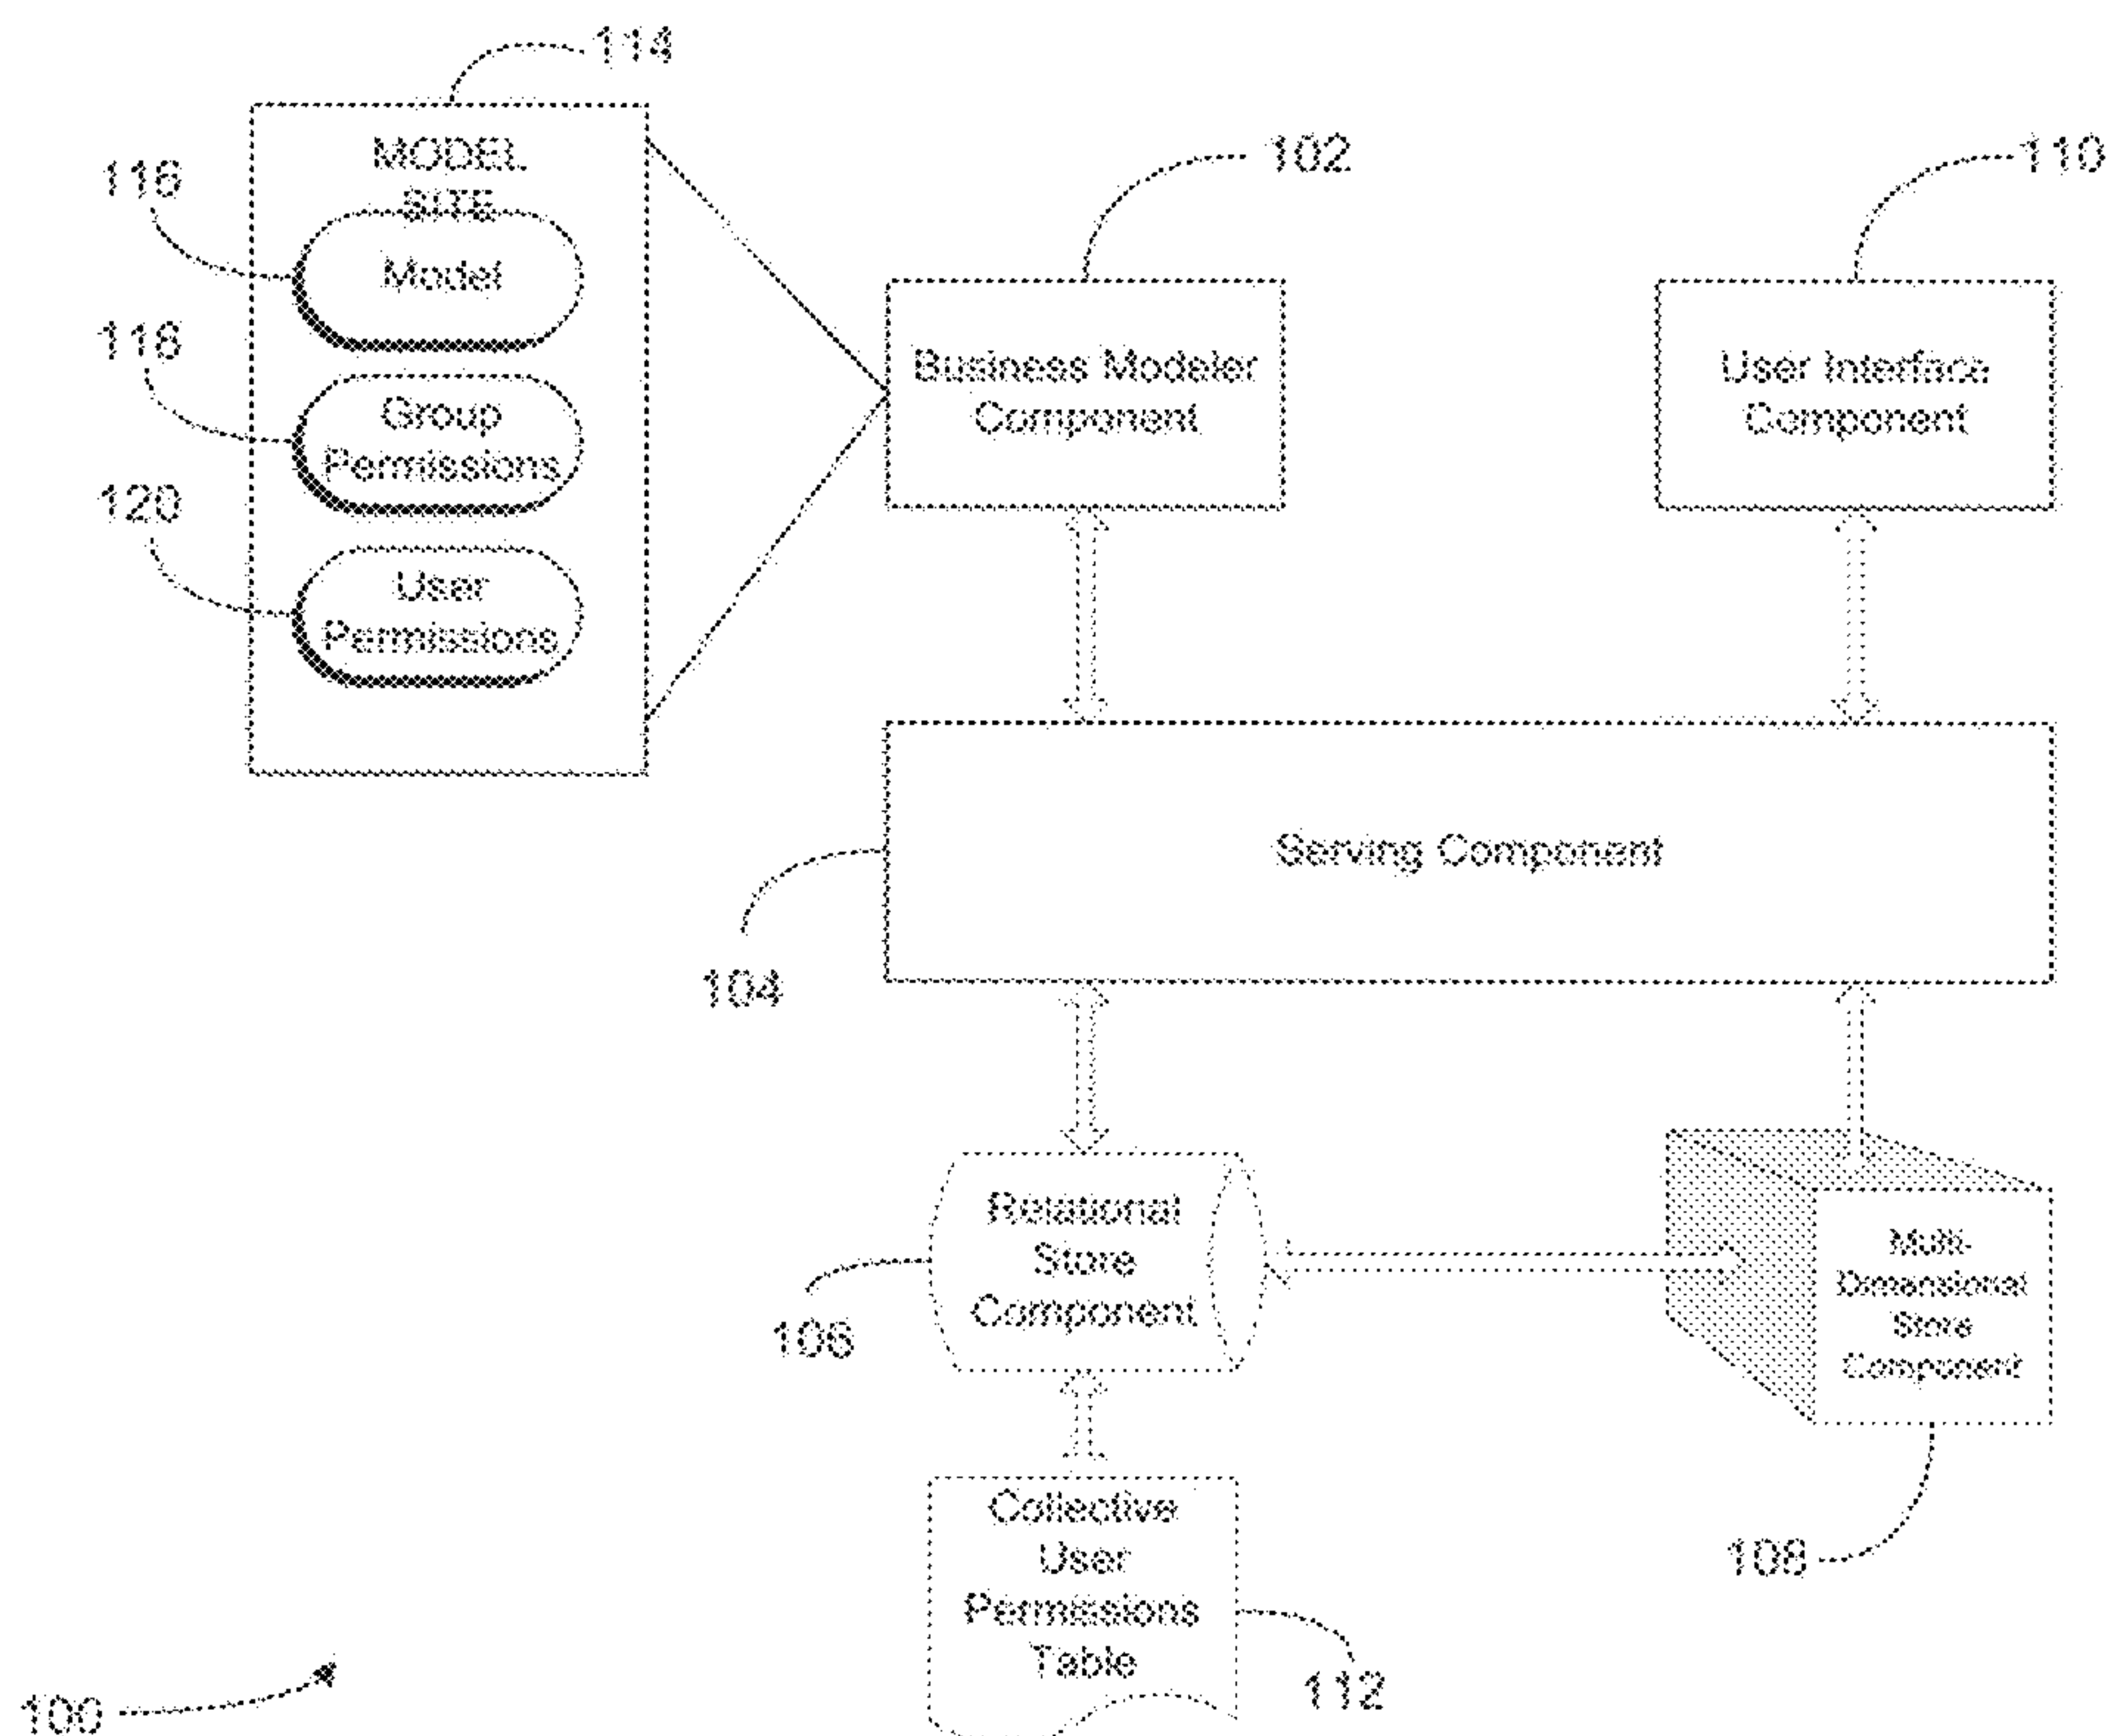 114
MODEL
SITE
116
Model
118
Group
Permissions
120
User
Permissions
102
Business Modeler
Component
110
User Interface
Component
Serving Component
104
Relational
Store
Component
106
Multi-
Dimensional
Store
Component
108
Collective
User
Permissions
Table
112
100